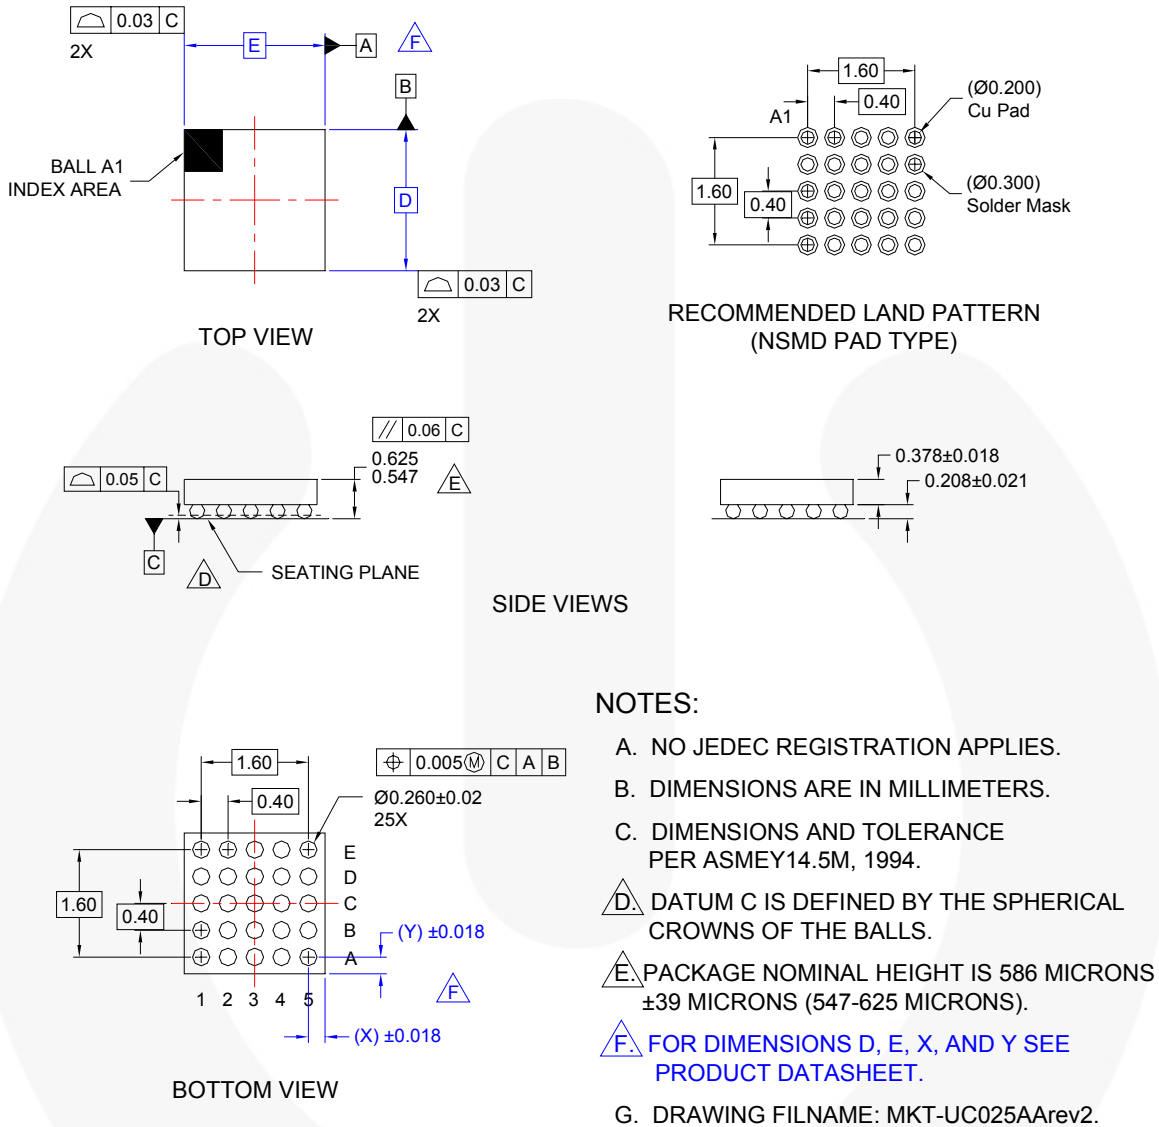 0.03 C
2X
E
A
F
B
BALL A1
INDEX AREA
D
0.03 C
2X
TOP VIEW
1.60
0.40
A1
(Ø0.200)
Cu Pad
1.60
0.40
(Ø0.300)
Solder Mask
RECOMMENDED LAND PATTERN
(NSMD PAD TYPE)
// 0.06 C
0.625
0.547
E
0.05 C
C
D
SEATING PLANE
0.378±0.018
0.208±0.021
SIDE VIEWS
1.60
0.40
0.005Ⓜ C A B
Ø0.260±0.02
25X
E
D
C
B
A
1.60
0.40
(Y) ±0.018
F
1 2 3 4 5
(X) ±0.018
BOTTOM VIEW
NOTES:
A. NO JEDEC REGISTRATION APPLIES.
B. DIMENSIONS ARE IN MILLIMETERS.
C. DIMENSIONS AND TOLERANCE
PER ASMEY14.5M, 1994.
D. DATUM C IS DEFINED BY THE SPHERICAL
CROWNS OF THE BALLS.
E. PACKAGE NOMINAL HEIGHT IS 586 MICRONS
±39 MICRONS (547-625 MICRONS).
F. FOR DIMENSIONS D, E, X, AND Y SEE
PRODUCT DATASHEET.
G. DRAWING FILNAME: MKT-UC025AArev2.